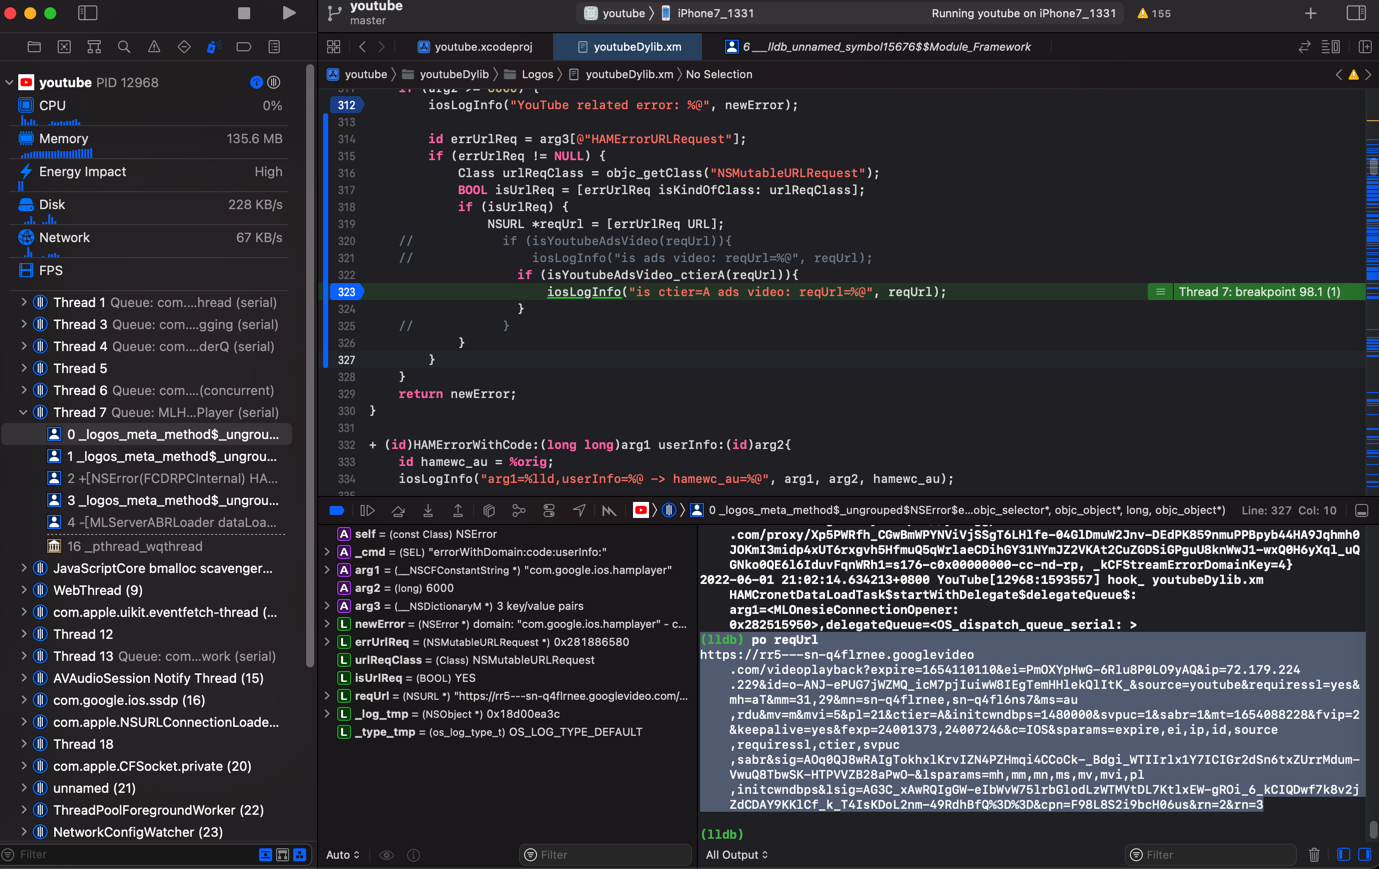 youtube
master
youtube 〉 iPhone7_1331
Running youtube on iPhone7_1331
155
youtube.xcodeproj
youtubeDylib.xm
6 ___lldb_unnamed_symbol15676$$Module_Framework
youtube 〉 youtubeDylib 〉 Logos 〉 youtubeDylib.xm 〉 No Selection
youtube PID 12968
CPU 0%
Memory 135.6 MB
Energy Impact High
Disk 228 KB/s
Network 67 KB/s
FPS
Thread 1 Queue: com....hread (serial)
Thread 3 Queue: com....gging (serial)
Thread 4 Queue: com....derQ (serial)
Thread 5
Thread 6 Queue: com....(concurrent)
Thread 7 Queue: MLH...Player (serial)
0 _logos_meta_method$_ungrou...
1 _logos_meta_method$_ungrou...
2 +[NSError(FCDRPCInternal) HA...
3 _logos_meta_method$_ungrou...
4 -[MLServerABRLoader dataLoa...
16 _pthread_wqthread
JavaScriptCore bmalloc scavenger...
WebThread (9)
com.apple.uikit.eventfetch-thread (...
Thread 12
Thread 13 Queue: com....work (serial)
AVAudioSession Notify Thread (15)
com.google.ios.ssdp (16)
com.apple.NSURLConnectionLoade...
Thread 18
com.apple.CFSocket.private (20)
unnamed (21)
ThreadPoolForegroundWorker (22)
NetworkConfigWatcher (23)
Filter
312 iosLogInfo("YouTube related error: %@", newError);
313
314 id errUrlReq = arg3[@"HAMErrorURLRequest"];
315 if (errUrlReq != NULL) {
316 Class urlReqClass = objc_getClass("NSMutableURLRequest");
317 BOOL isUrlReq = [errUrlReq isKindOfClass: urlReqClass];
318 if (isUrlReq) {
319 NSURL *reqUrl = [errUrlReq URL];
320 // if (isYoutubeAdsVideo(reqUrl)){
321 // iosLogInfo("is ads video: reqUrl=%@", reqUrl);
322 if (isYoutubeAdsVideo_ctierA(reqUrl)){
323 iosLogInfo("is ctier=A ads video: reqUrl=%@", reqUrl);
Thread 7: breakpoint 98.1 (1)
324 }
325 // }
326 }
327 }
328 }
329 return newError;
330 }
331
332 + (id)HAMErrorWithCode:(long long)arg1 userInfo:(id)arg2{
333 id hamewc_au = %orig;
334 iosLogInfo("arg1=%lld,userInfo=%@ -> hamewc_au=%@", arg1, arg2, hamewc_au);
0 _logos_meta_method$_ungrouped$NSError$e...objc_selector*, objc_object*, long, objc_object*)
Line: 327 Col: 10
A self = (const Class) NSError
A _cmd = (SEL) "errorWithDomain:code:userInfo:"
A arg1 = (__NSCFConstantString *) "com.google.ios.hamplayer"
A arg2 = (long) 6000
A arg3 = (__NSDictionaryM *) 3 key/value pairs
L newError = (NSError *) domain: "com.google.ios.hamplayer" - c...
L errUrlReq = (NSMutableURLRequest *) 0x281886580
L urlReqClass = (Class) NSMutableURLRequest
L isUrlReq = (BOOL) YES
L reqUrl = (NSURL *) "https://rr5---sn-q4flrnee.googlevideo.com/...
L _log_tmp = (NSObject *) 0x18d00ea3c
L _type_tmp = (os_log_type_t) OS_LOG_TYPE_DEFAULT
Auto
Filter
.com/proxy/Xp5PWRfh_CGwBmWPYNViVjSSgT6LHlfe-04GlDmuW2Jnv-DEdPK859nmuPPBpyb44HA9Jqhmh0
JOKmI3midp4xUT6rxgvh5HfmuQ5qWrlaeCDihGY31NYmJZ2VKAt2CuZGDSiGPguU8knWwJ1-wxQ0H6yXql_uQ
GNko0QE6l6IduvFqnWRh1=s176-c0x00000000-cc-nd-rp, _kCFStreamErrorDomainKey=4}
2022-06-01 21:02:14.634213+0800 YouTube[12968:1593557] hook_ youtubeDylib.xm
HAMCronetDataLoadTask$startWithDelegate$delegateQueue$:
arg1=<MLOnesieConnectionOpener:
0x282515950>,delegateQueue=<OS_dispatch_queue_serial: >
(lldb) po reqUrl
https://rr5---sn-q4flrnee.googlevideo
.com/videoplayback?expire=1654110110&ei=PmOXYpHwG-6Rlu8P0LO9yAQ&ip=72.179.224
.229&id=o-ANJ-ePUG7jWZMQ_icM7pjIuiwW8IEgTemHHlekQlItK_&source=youtube&requiressl=yes&
mh=aT&mm=31,29&mn=sn-q4flrnee,sn-q4fl6ns7&ms=au
,rdu&mv=m&mvi=5&pl=21&ctier=A&initcwndbps=1480000&svpuc=1&sabr=1&mt=1654088228&fvip=2
&keepalive=yes&fexp=24001373,24007246&c=IOS&sparams=expire,ei,ip,id,source
,requiressl,ctier,svpuc
,sabr&sig=AOq0QJ8wRAIgTokhxlKrvIZN4PZHmqi4CCoCk-_Bdgi_WTIIrlx1Y7ICIGr2dSn6txZUrrMdum-
VwuQ8TbwSK-HTPVVZB28aPwO-&lsparams=mh,mm,mn,ms,mv,mvi,pl
,initcwndbps&lsig=AG3C_xAwRQIgGW-eIbWvW75lrbGlodLzWTMVtDL7KtlxEW-gROi_6_kCIQDwf7k8v2j
ZdCDAY9KKlCf_k_T4IsKDoL2nm-49RdhBfQ%3D%3D&cpn=F98L8S2i9bcH06us&rn=2&rn=3
(lldb)
All Output
Filter